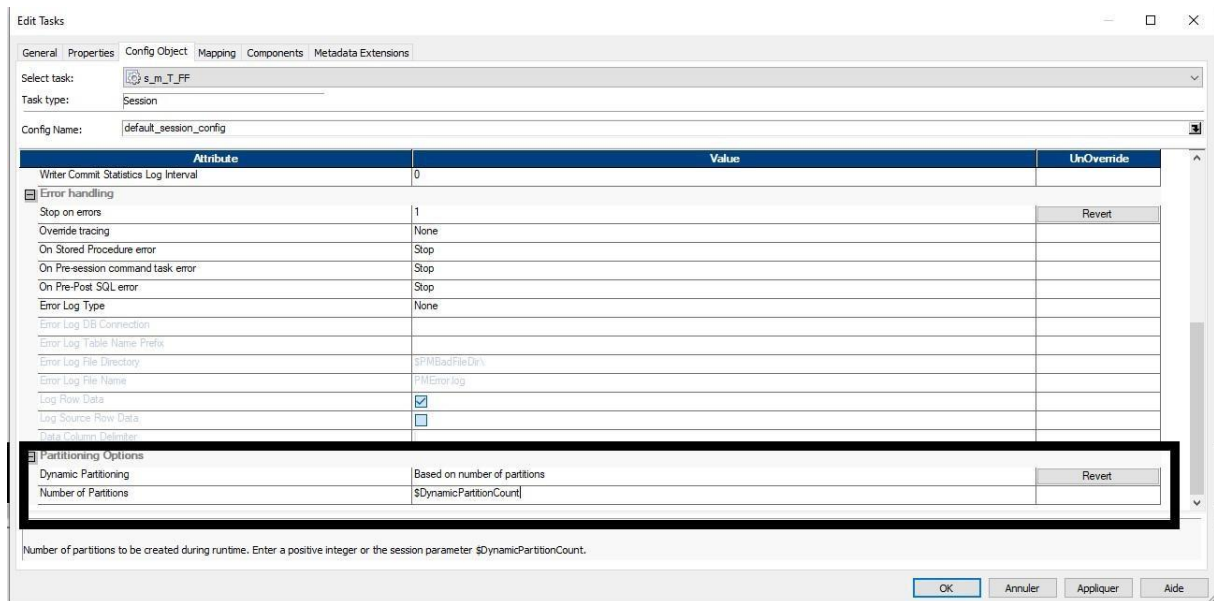 Edit Tasks
General Properties Config Object Mapping Components Metadata Extensions
Select task: s_m_T_FF
Task type: Session
Config Name: default_session_config
Attribute Value UnOverride
Writer Commit Statistics Log Interval 0
Error handling
Stop on errors 1 Revert
Override tracing None
On Stored Procedure error Stop
On Pre-session command task error Stop
On Pre-Post SQL error Stop
Error Log Type None
Error Log DB Connection
Error Log Table Name Prefix
Error Log File Directory $PMBadFileDir\
Error Log File Name PMError.log
Log Row Data
Log Source Row Data
Data Column Delimiter
Partitioning Options
Dynamic Partitioning Based on number of partitions Revert
Number of Partitions $DynamicPartitionCount
Number of partitions to be created during runtime. Enter a positive integer or the session parameter $DynamicPartitionCount.
OK Annuler Appliquer Aide